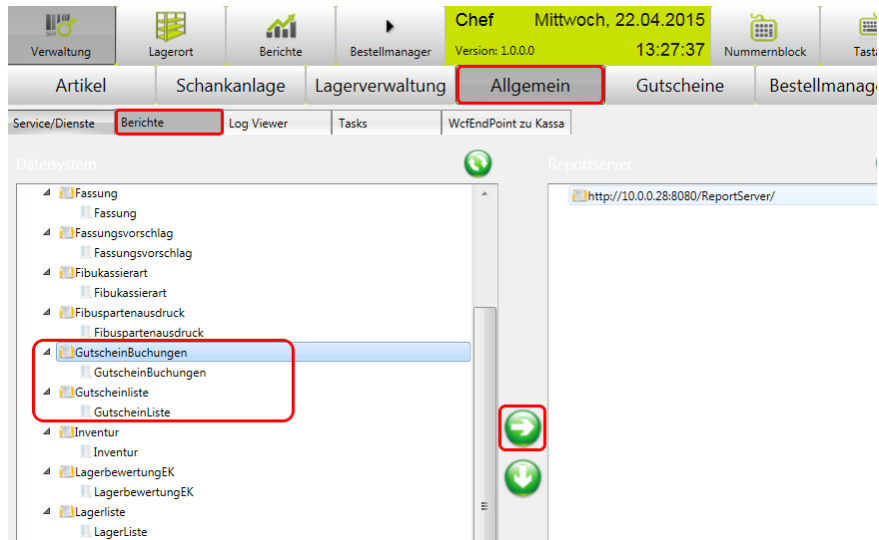 Chef Mittwoch, 22.04.2015
Verwaltung Lagerort Berichte Bestellmanager Version: 1.0.0.0 13:27:37 Nummernblock Tasta
Artikel Schankanlage Lagerverwaltung Allgemein Gutscheine Bestellmanag
Service/Dienste Berichte Log Viewer Tasks WcfEndPoint zu Kassa
Dateisystem Reportserver
Fassung http://10.0.0.28:8080/ReportServer/
Fassung
Fassungsvorschlag
Fassungsvorschlag
Fibukassierart
Fibukassierart
Fibuspartenausdruck
Fibuspartenausdruck
GutscheinBuchungen
GutscheinBuchungen
Gutscheinliste
GutscheinListe
Inventur
Inventur
LagerbewertungEK
LagerbewertungEK
Lagerliste
LagerListe